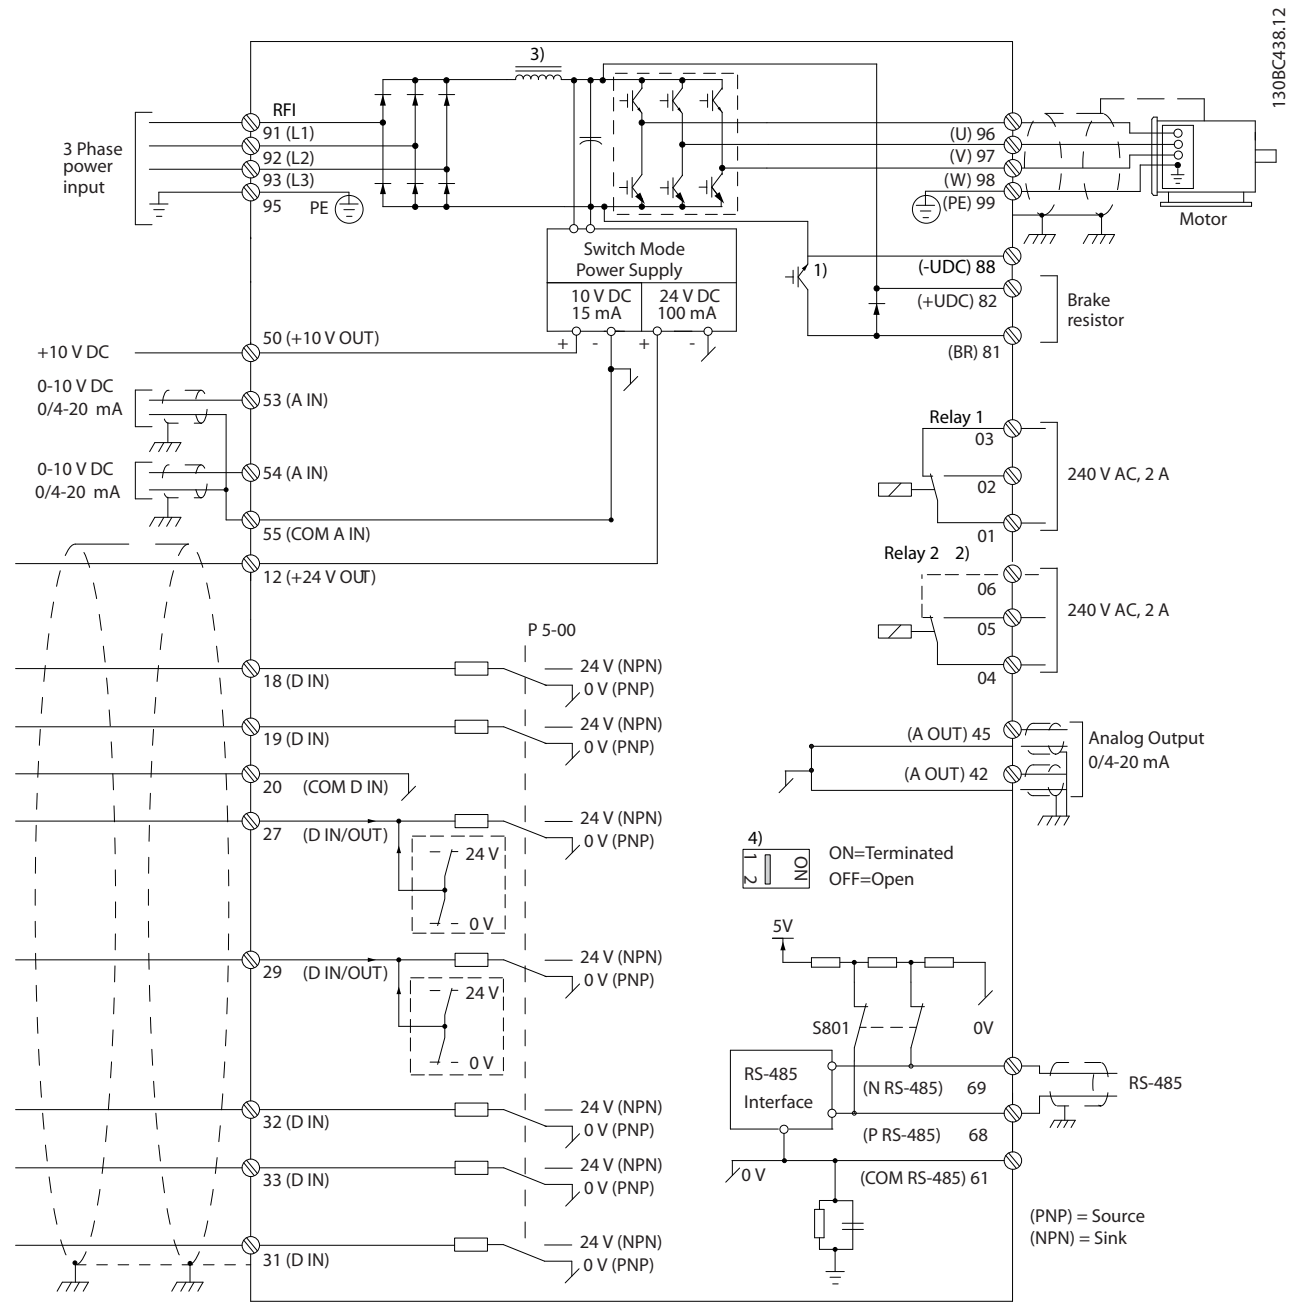 130BC438.12
3)
RFI
91 (L1)
92 (L2)
93 (L3)
95
PE
3 Phase
power
input
(U) 96
(V) 97
(W) 98
(PE) 99
Motor
Switch Mode
Power Supply
10 V DC
15 mA
24 V DC
100 mA
+ - + -
1)
(-UDC) 88
(+UDC) 82
(BR) 81
Brake
resistor
+10 V DC
50 (+10 V OUT)
0-10 V DC
0/4-20 mA
53 (A IN)
0-10 V DC
0/4-20 mA
54 (A IN)
55 (COM A IN)
12 (+24 V OUT)
Relay 1
03
02
01
240 V AC, 2 A
Relay 2 2)
06
05
04
240 V AC, 2 A
P 5-00
18 (D IN)
24 V (NPN)
0 V (PNP)
19 (D IN)
24 V (NPN)
0 V (PNP)
20 (COM D IN)
27 (D IN/OUT)
24 V (NPN)
0 V (PNP)
24 V
0 V
29 (D IN/OUT)
24 V (NPN)
0 V (PNP)
24 V
0 V
32 (D IN)
24 V (NPN)
0 V (PNP)
33 (D IN)
24 V (NPN)
0 V (PNP)
31 (D IN)
24 V (NPN)
0 V (PNP)
(A OUT) 45
(A OUT) 42
Analog Output
0/4-20 mA
4)
1 2
ON
ON=Terminated
OFF=Open
5V
S801
0V
RS-485
Interface
(N RS-485) 69
(P RS-485) 68
RS-485
0 V
(COM RS-485) 61
(PNP) = Source
(NPN) = Sink